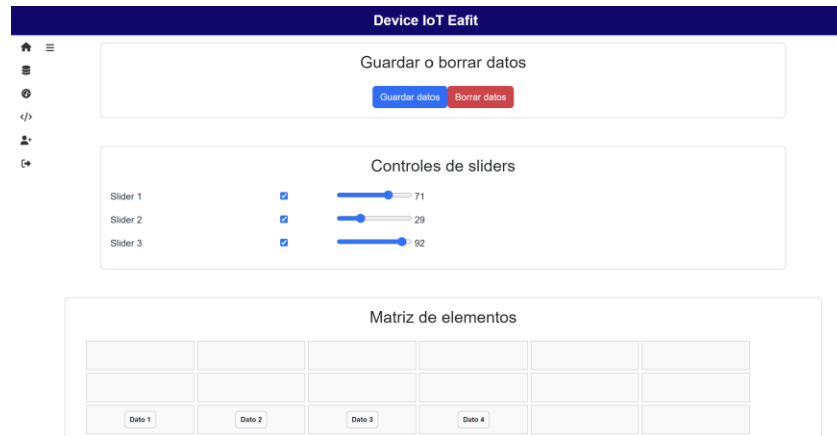 Device IoT Eafit
Guardar o borrar datos
Guardar datos Borrar datos
Controles de sliders
Slider 1 71
Slider 2 29
Slider 3 92
Matriz de elementos
Dato 1 Dato 2 Dato 3 Dato 4